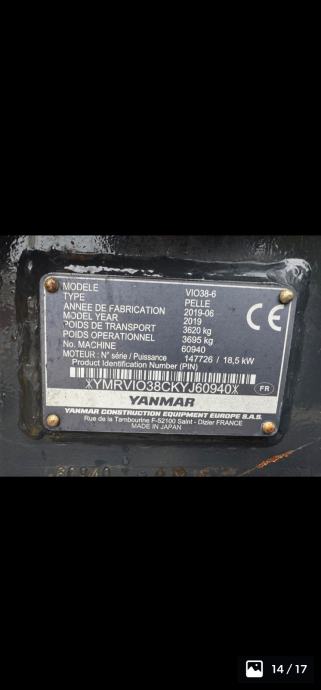 MODELE VIO38-6
TYPE PELLE
ANNEE DE FABRICATION 2019-06
MODEL YEAR 2019
POIDS DE TRANSPORT 3620 kg
POIDS OPERATIONNEL 3695 kg
No. MACHINE 60940
MOTEUR : N° série / Puissance 147726 / 18,5 kW
Product Identification Number (PIN)
XYMRVIO38CKYJ60940X
CE
FR
YANMAR
YANMAR CONSTRUCTION EQUIPMENT EUROPE S.A.S.
Rue de la Tambourine F-52100 Saint - Dizier FRANCE
MADE IN JAPAN
60940
14 / 17